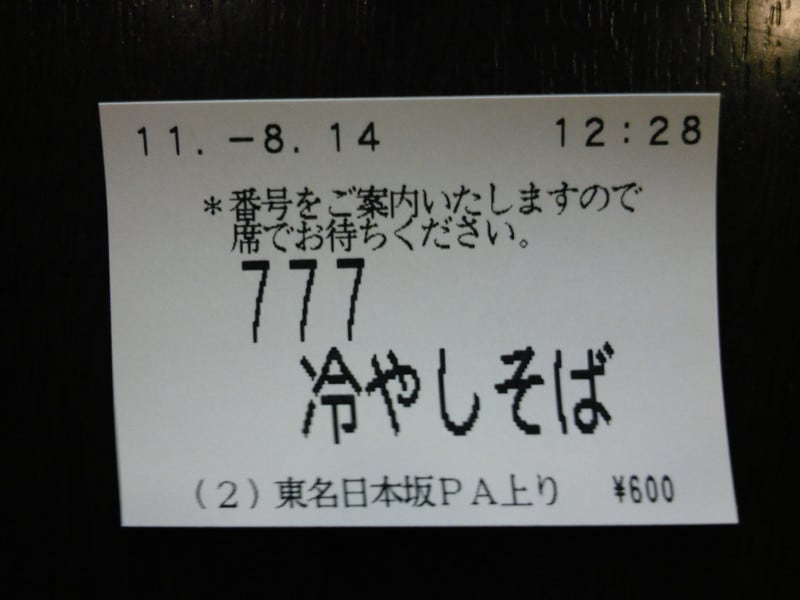 11.-8.14 12:28
*番号をご案内いたしますので
席でお待ちください。
777
冷やしそば
(2)東名日本坂PA上り ¥600